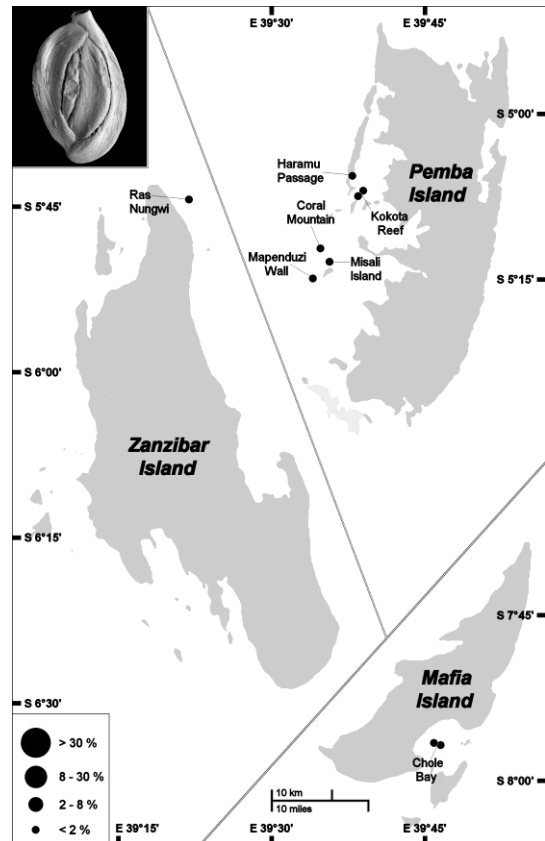 E 39°30'
E 39°45'
S 5°00'
Haramu
Passage
Pemba
Island
Ras
Nungwi
S 5°45'
Coral
Mountain
Kokota
Reef
Mapenduzi
Wall
Misali
Island
S 5°15'
S 6°00'
Zanzibar
Island
S 6°15'
S 7°45'
Mafia
Island
S 6°30'
> 30 %
8 - 30 %
2 - 8 %
< 2 %
Chole
Bay
S 8°00'
10 km
10 miles
E 39°15'
E 39°30'
E 39°45'